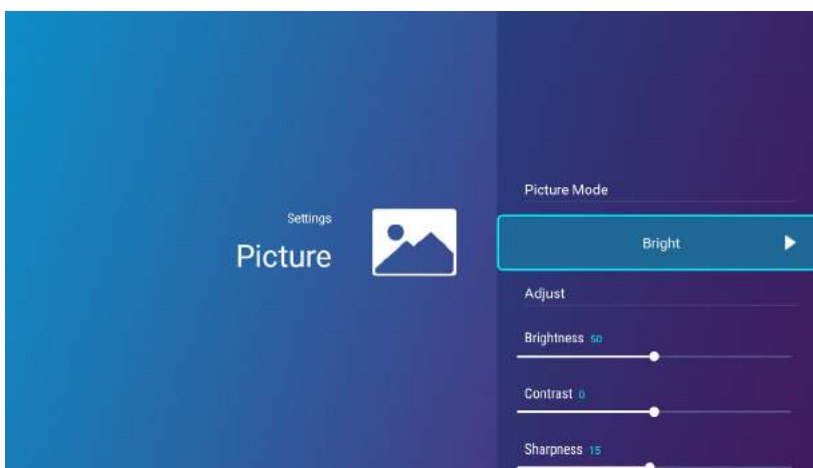 Settings
Picture
Picture Mode
Bright
Adjust
Brightness 50
Contrast 0
Sharpness 15